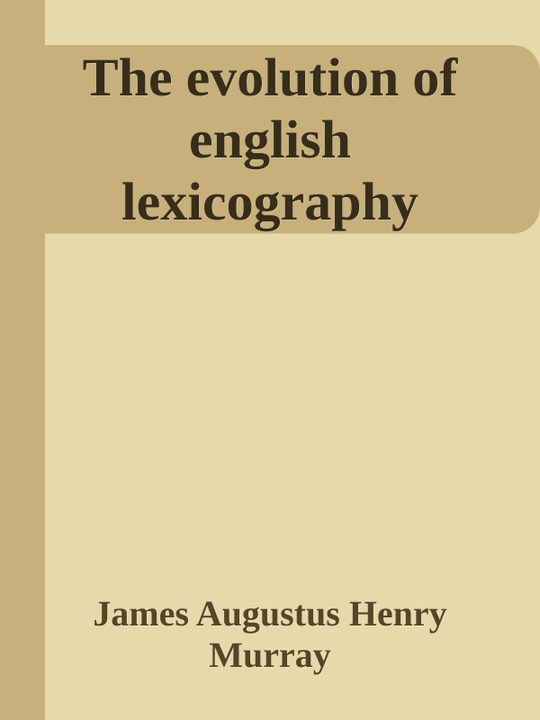 The evolution of
english
lexicography
James Augustus Henry
Murray